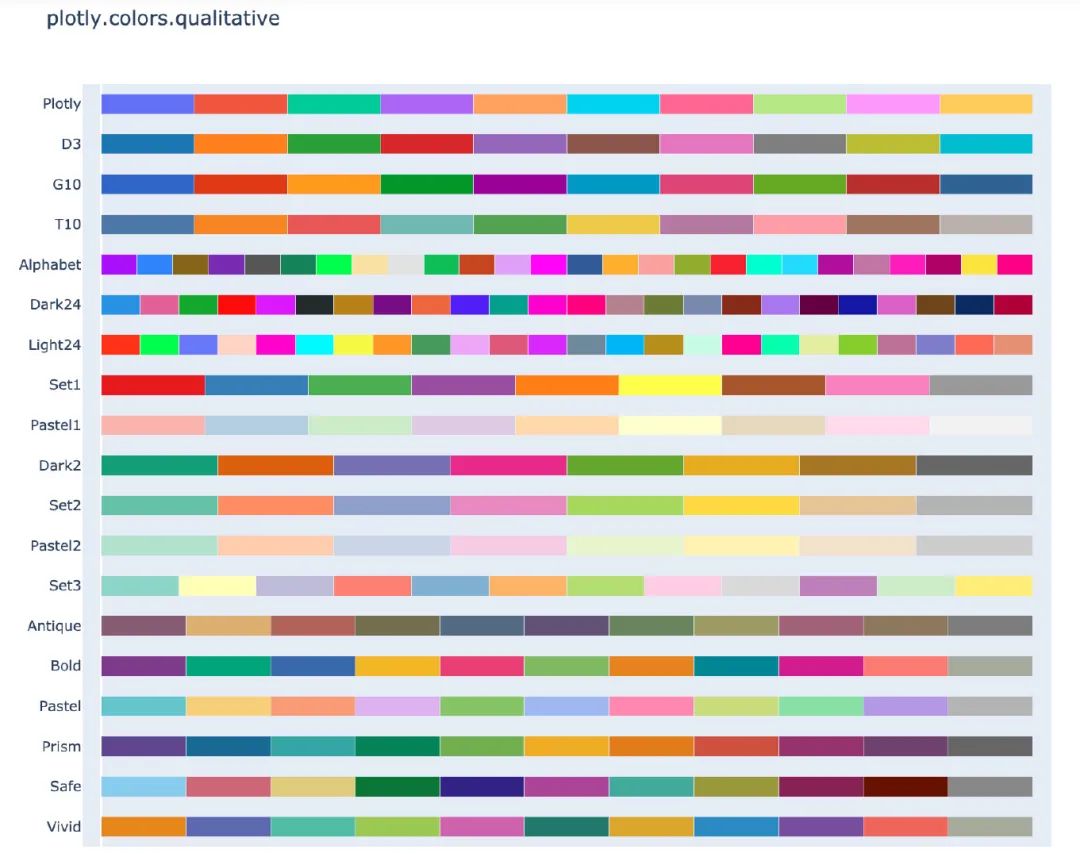 plotly.colors.qualitative
Plotly
D3
G10
T10
Alphabet
Dark24
Light24
Set1
Pastel1
Dark2
Set2
Pastel2
Set3
Antique
Bold
Pastel
Prism
Safe
Vivid